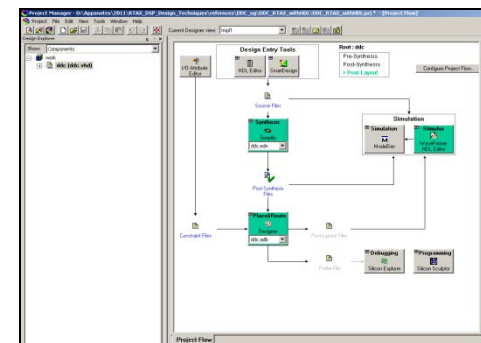 Project Manager - D:\Appnotes\2011\RTAX_DSP_Design_Techniques\references\DDC_ug\DDC_RTAX_withHDL\DDC_RTAX_withHDL.prj* - [Project Flow]
Project File Edit View Tools Window Help
Current Designer view: Impl1
Design Explorer
Show: Components
work
ddc (ddc.vhd)
Design Entry Tools
I/O Attribute Editor
HDL Editor
SmartDesign
Root : ddc
Pre-Synthesis
Post-Synthesis
> Post-Layout
Configure Project Flow...
Source Files
Synthesis
Synplify
ddc.edn
Simulation
Simulation
ModelSim
Stimulus
WaveFormer
HDL Editor
Post-Synthesis Files
Constraint Files
Place&Route
Designer
ddc.adb
Post-Layout Files
Probe File
Debugging
Silicon Explorer
Programming
Silicon Sculptor
Project Flow